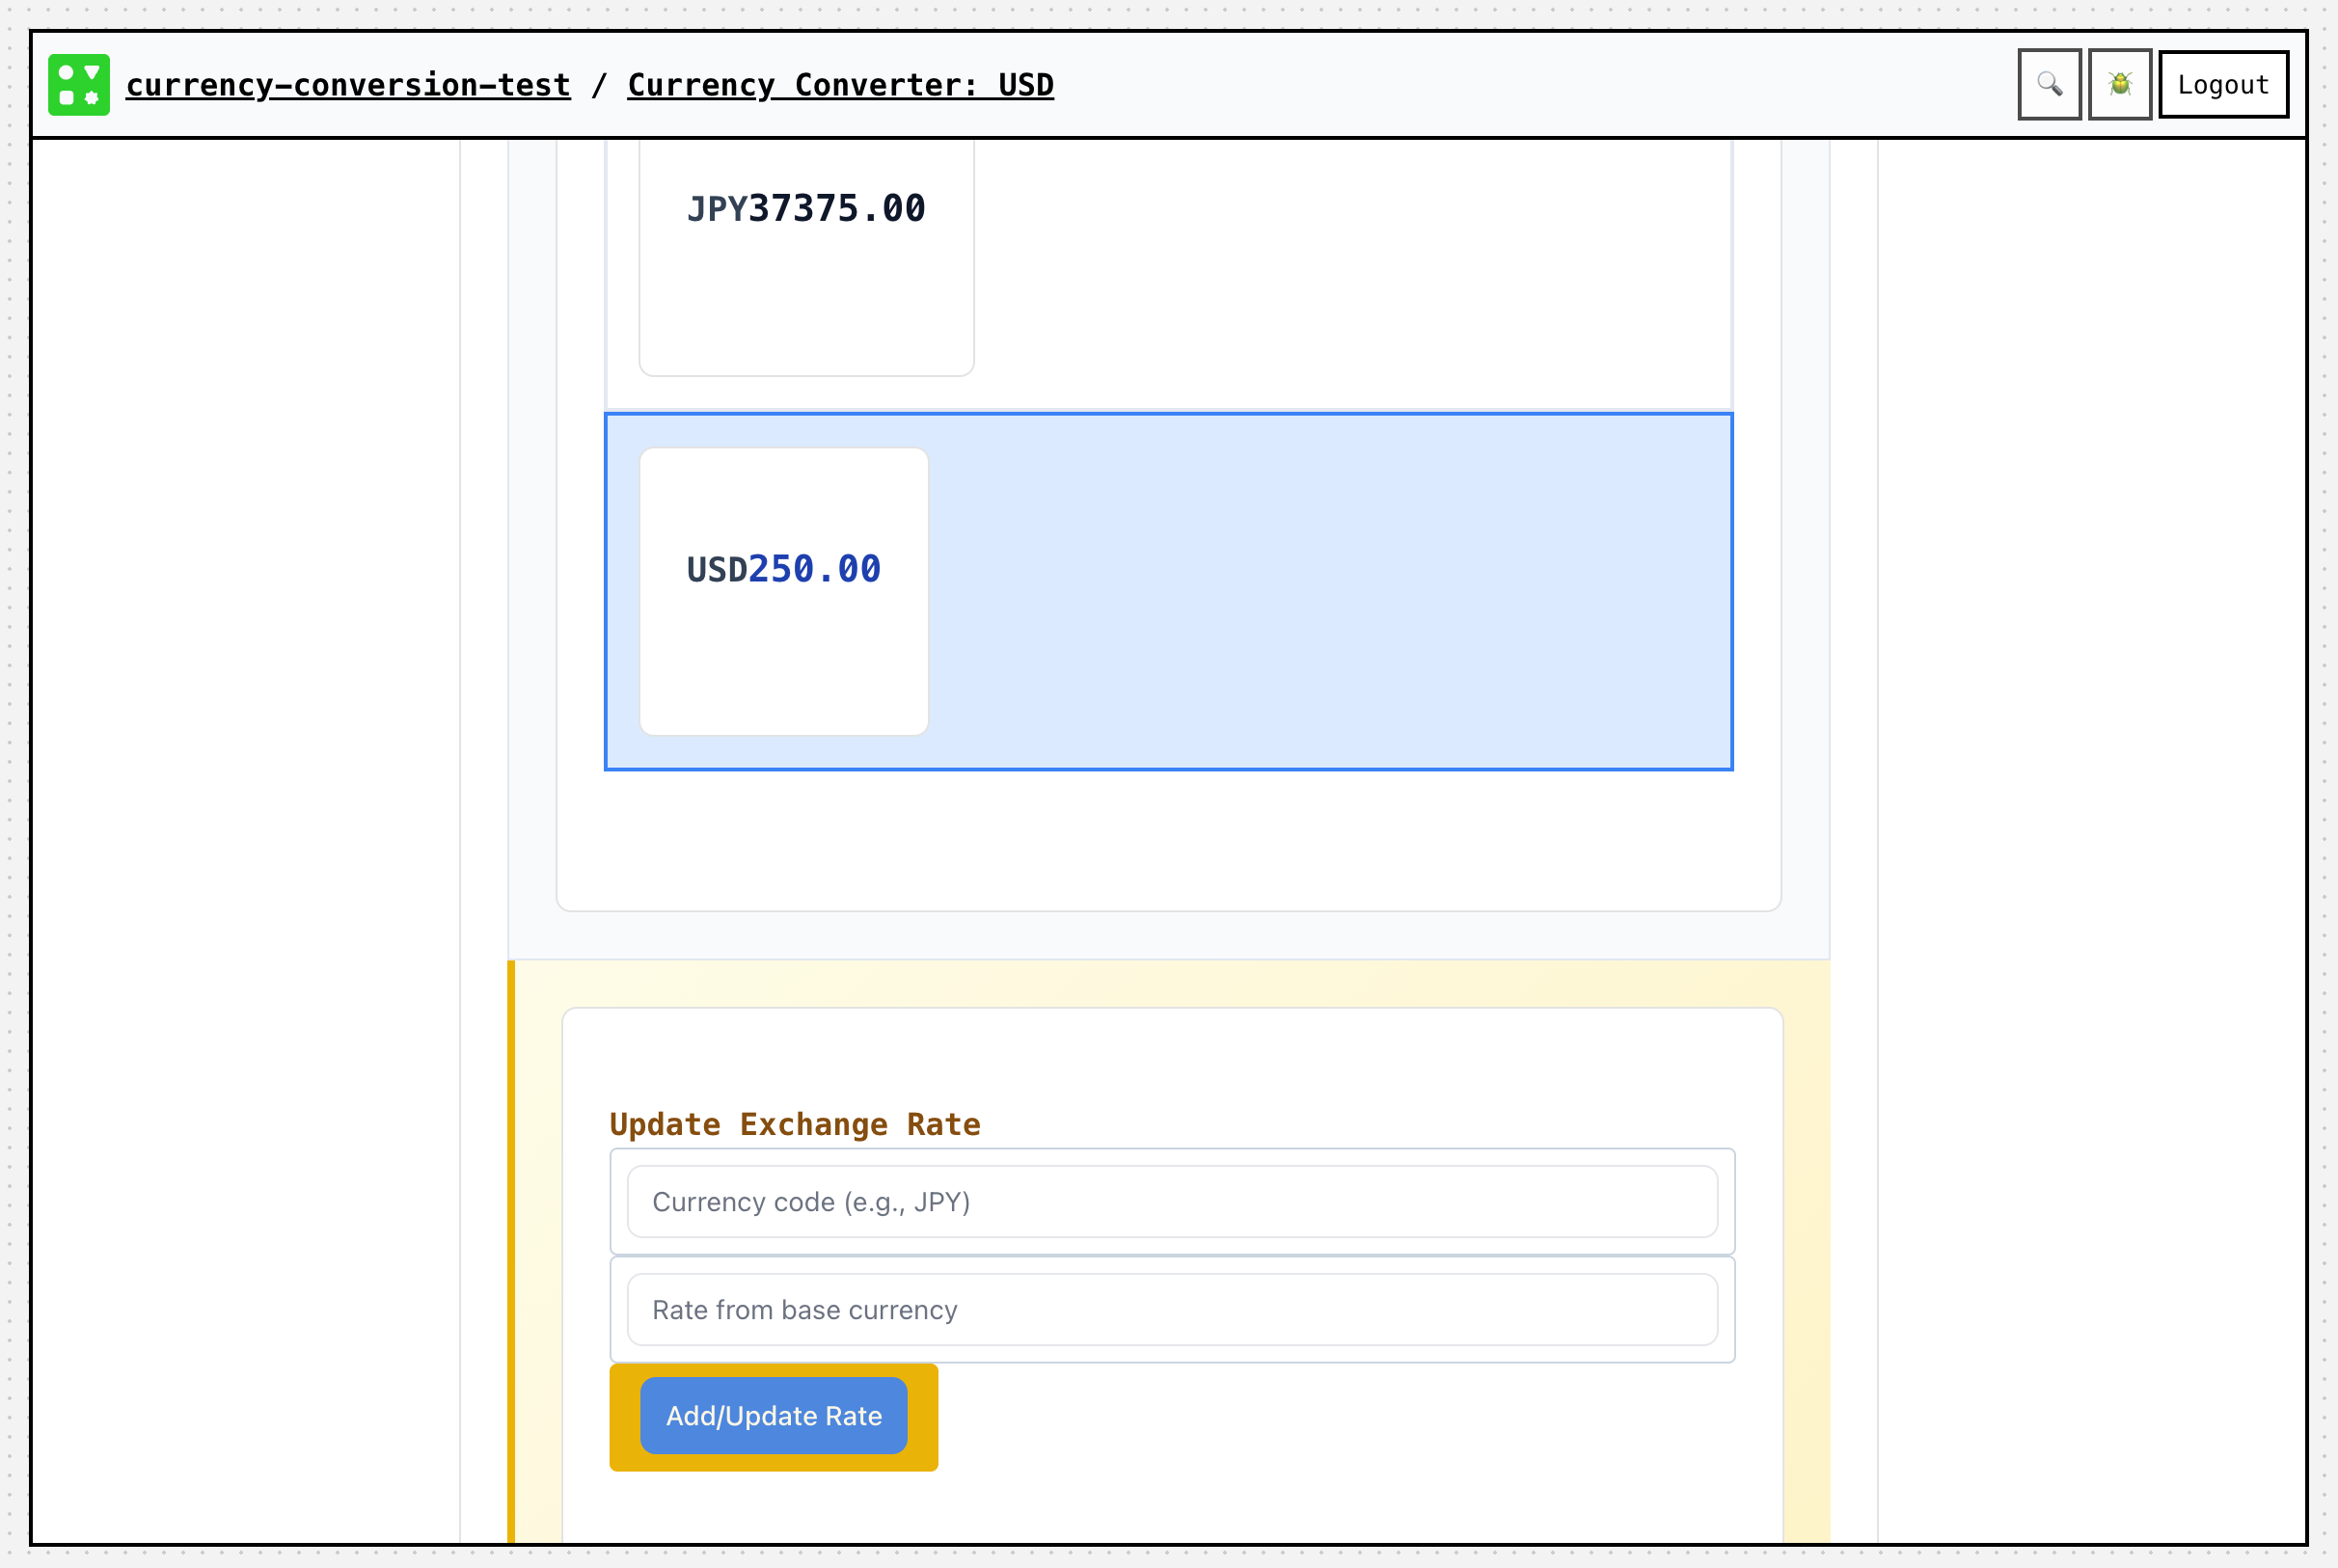 currency-conversion-test / Currency Converter: USD
Logout
JPY37375.00
USD250.00
Update Exchange Rate
Currency code (e.g., JPY)
Rate from base currency
Add/Update Rate